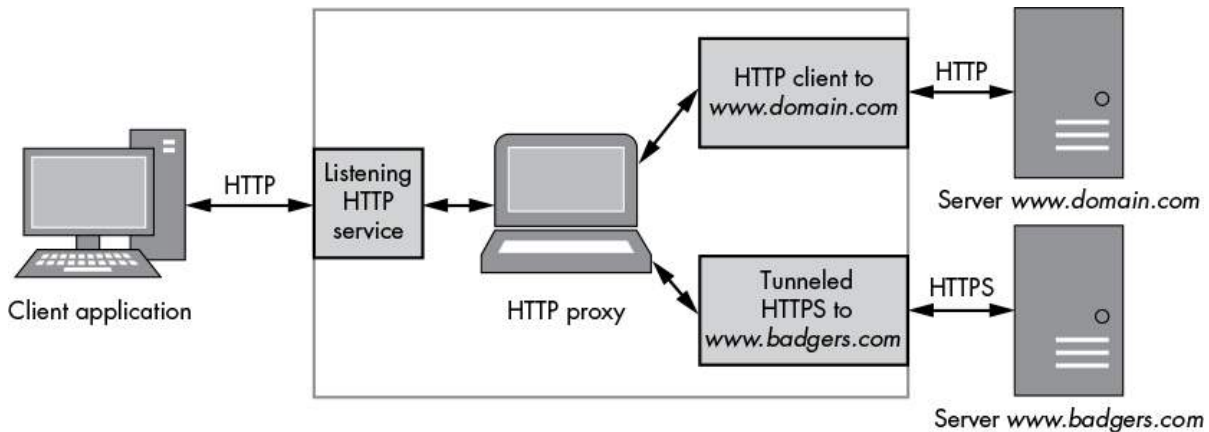 HTTP client to
www.domain.com
HTTP
Server www.domain.com
HTTP
Listening
HTTP
service
Client application
HTTP proxy
Tunneled
HTTPS to
www.badgers.com
HTTPS
Server www.badgers.com